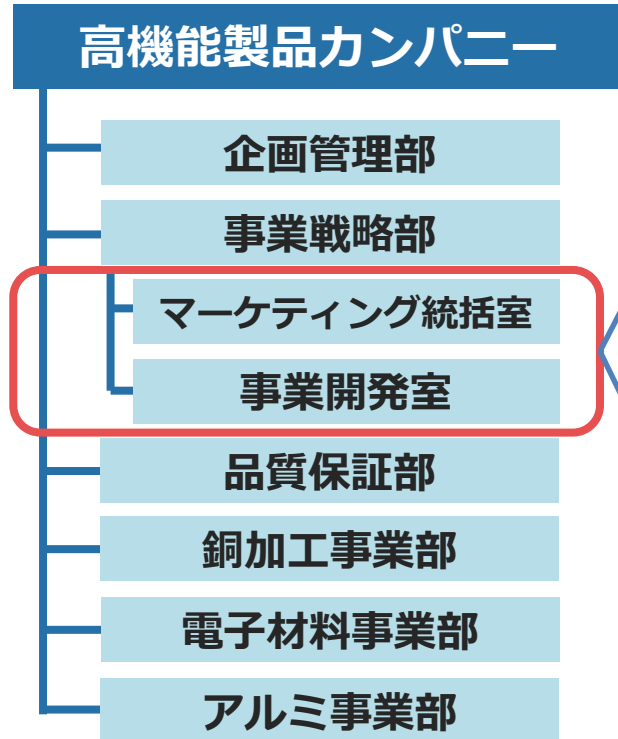 高機能製品カンパニー
企画管理部
事業戦略部
マーケティング統括室
事業開発室
品質保証部
銅加工事業部
電子材料事業部
アルミ事業部